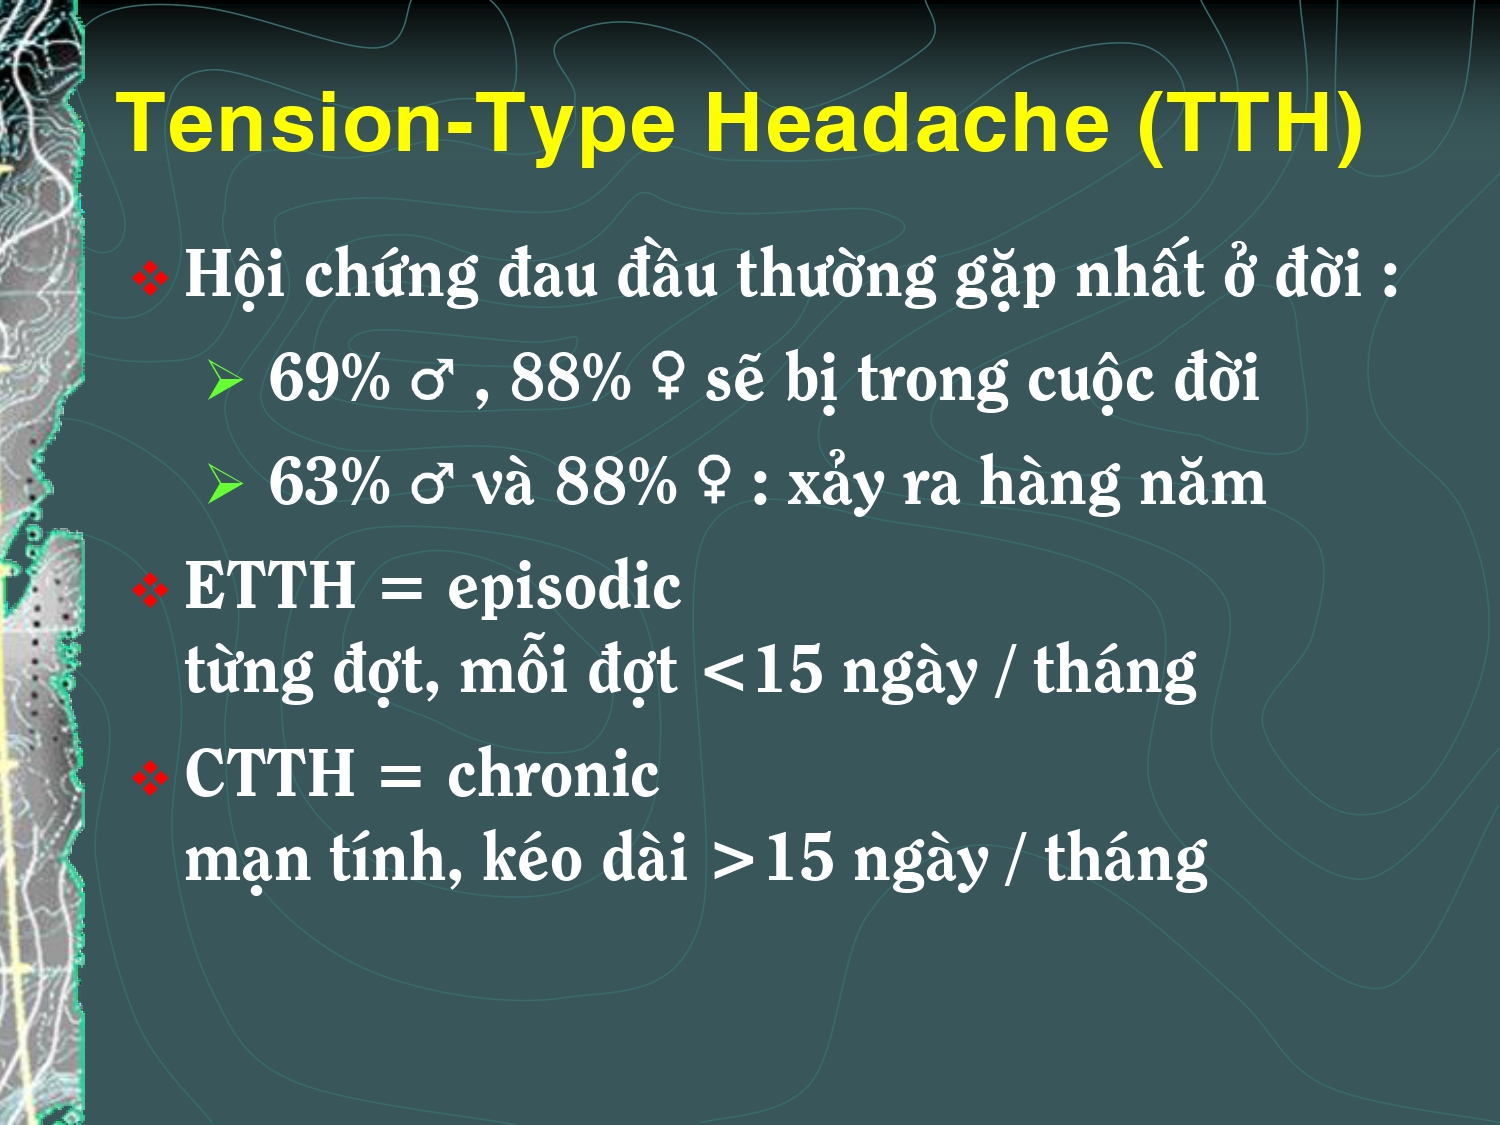 Tension-Type Headache (TTH)
Hội chứng đau đầu thường gặp nhất ở đời :
69% ♂ , 88% ♀ sẽ bị trong cuộc đời
63% ♂ và 88% ♀ : xảy ra hàng năm
ETTH = episodic
từng đợt, mỗi đợt <15 ngày / tháng
CTTH = chronic
mạn tính, kéo dài >15 ngày / tháng